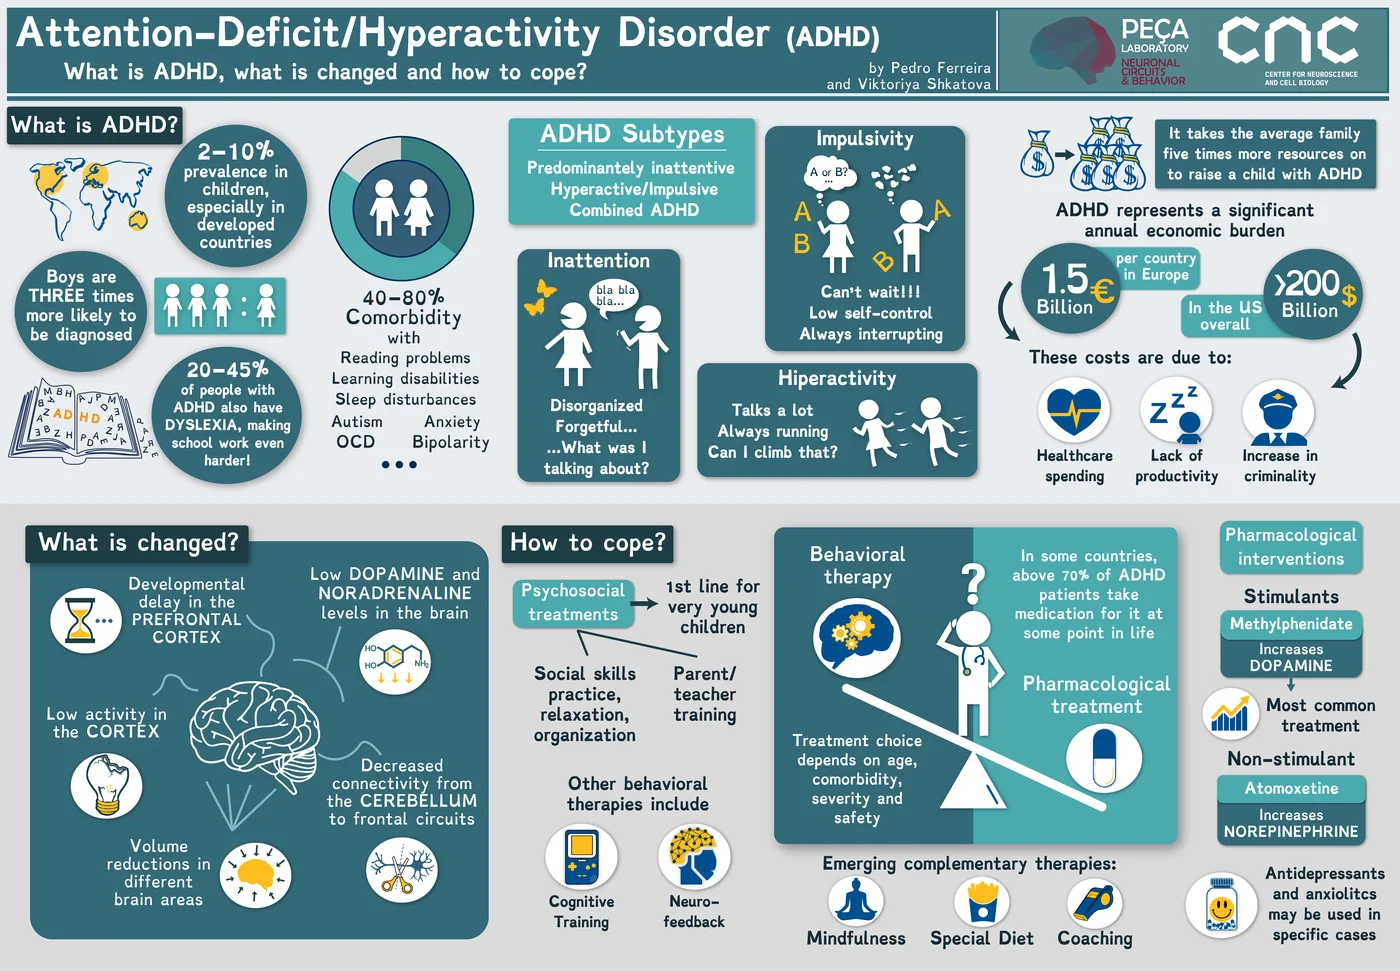 Attention-Deficit/Hyperactivity Disorder (ADHD)
What is ADHD, what is changed and how to cope?
by Pedro Ferreira
and Viktoriya Shkatova
PEÇA
LABORATORY
NEURONAL
CIRCUITS
& BEHAVIOR
cnc
CENTER FOR NEUROSCIENCE
AND CELL BIOLOGY
What is ADHD?
2-10%
prevalence in
children,
especially in
developed
countries
Boys are
THREE times
more likely to
be diagnosed
:
20-45%
of people with
ADHD also have
DYSLEXIA, making
school work even
harder!
AD HD
40-80%
Comorbidity
with
Reading problems
Learning disabilities
Sleep disturbances
Autism Anxiety
OCD Bipolarity
...
ADHD Subtypes
Predominantely inattentive
Hyperactive/Impulsive
Combined ADHD
Inattention
bla bla
bla...
Disorganized
Forgetful...
...What was I
talking about?
Impulsivity
A or B?
...
A
B
A
B
Can't wait!!!
Low self-control
Always interrupting
Hiperactivity
Talks a lot
Always running
Can I climb that?
$
$
It takes the average family
five times more resources on
to raise a child with ADHD
ADHD represents a significant
annual economic burden
1.5 €
Billion
per country
in Europe
>200 $
Billion
In the US
overall
These costs are due to:
Healthcare
spending
z z z
Lack of
productivity
Increase in
criminality
What is changed?
Developmental
delay in the
PREFRONTAL
CORTEX
Low DOPAMINE and
NORADRENALINE
levels in the brain
HO
HO
NH2
Low activity in
the CORTEX
Decreased
connectivity from
the CEREBELLUM
to frontal circuits
Volume
reductions in
different
brain areas
How to cope?
Psychosocial
treatments
1st line for
very young
children
Social skills
practice,
relaxation,
organization
Parent/
teacher
training
Other behavioral
therapies include
Cognitive
Training
Neuro-
feedback
Behavioral
therapy
?
In some countries,
above 70% of ADHD
patients take
medication for it at
some point in life
Pharmacological
treatment
Treatment choice
depends on age,
comorbidity,
severity and
safety
Emerging complementary therapies:
Mindfulness
Special Diet
Coaching
Pharmacological
interventions
Stimulants
Methylphenidate
Increases
DOPAMINE
Most common
treatment
Non-stimulant
Atomoxetine
Increases
NOREPINEPHRINE
Antidepressants
and anxiolitcs
may be used in
specific cases